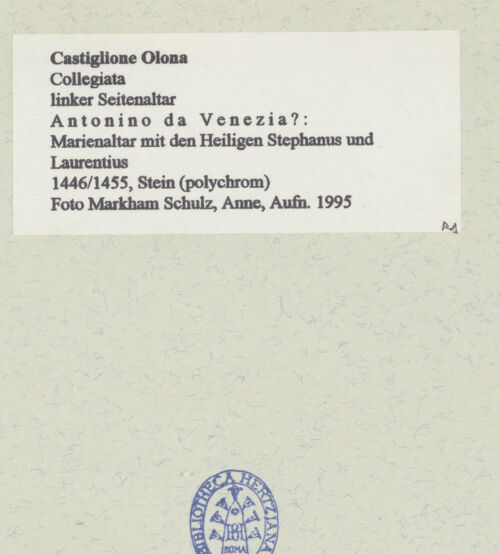 Castiglione Olona
Collegiata
linker Seitenaltar
Antonino da Venezia?:
Marienaltar mit den Heiligen Stephanus und
Laurentius
1446/1455, Stein (polychrom)
Foto Markham Schulz, Anne, Aufn. 1995
BIBLIOTHECA HERTZIANA
ROMA